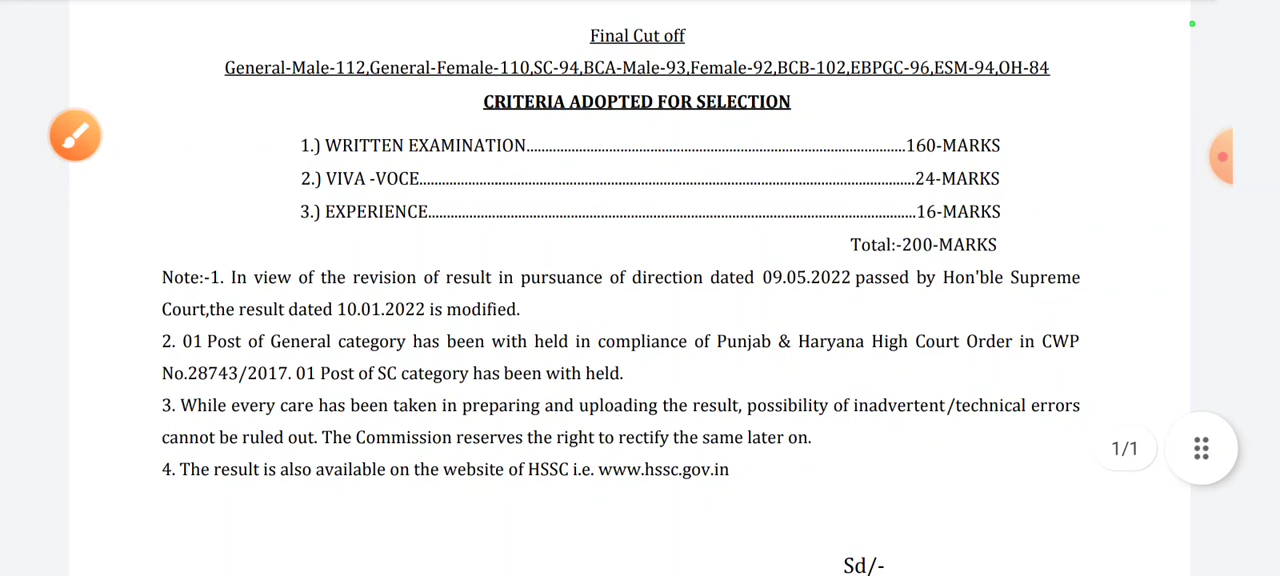 Final Cut off
General-Male-112,General-Female-110,SC-94,BCA-Male-93,Female-92,BCB-102,EBPGC-96,ESM-94,OH-84
CRITERIA ADOPTED FOR SELECTION
1.) WRITTEN EXAMINATION.....................................................................................................160-MARKS
2.) VIVA -VOCE....................................................................................................................................24-MARKS
3.) EXPERIENCE..................................................................................................................................16-MARKS
Total:-200-MARKS
Note:-1. In view of the revision of result in pursuance of direction dated 09.05.2022 passed by Hon'ble Supreme
Court,the result dated 10.01.2022 is modified.
2. 01 Post of General category has been with held in compliance of Punjab & Haryana High Court Order in CWP
No.28743/2017. 01 Post of SC category has been with held.
3. While every care has been taken in preparing and uploading the result, possibility of inadvertent/technical errors
cannot be ruled out. The Commission reserves the right to rectify the same later on.
1/1
4. The result is also available on the website of HSSC i.e. www.hssc.gov.in
Sd/-